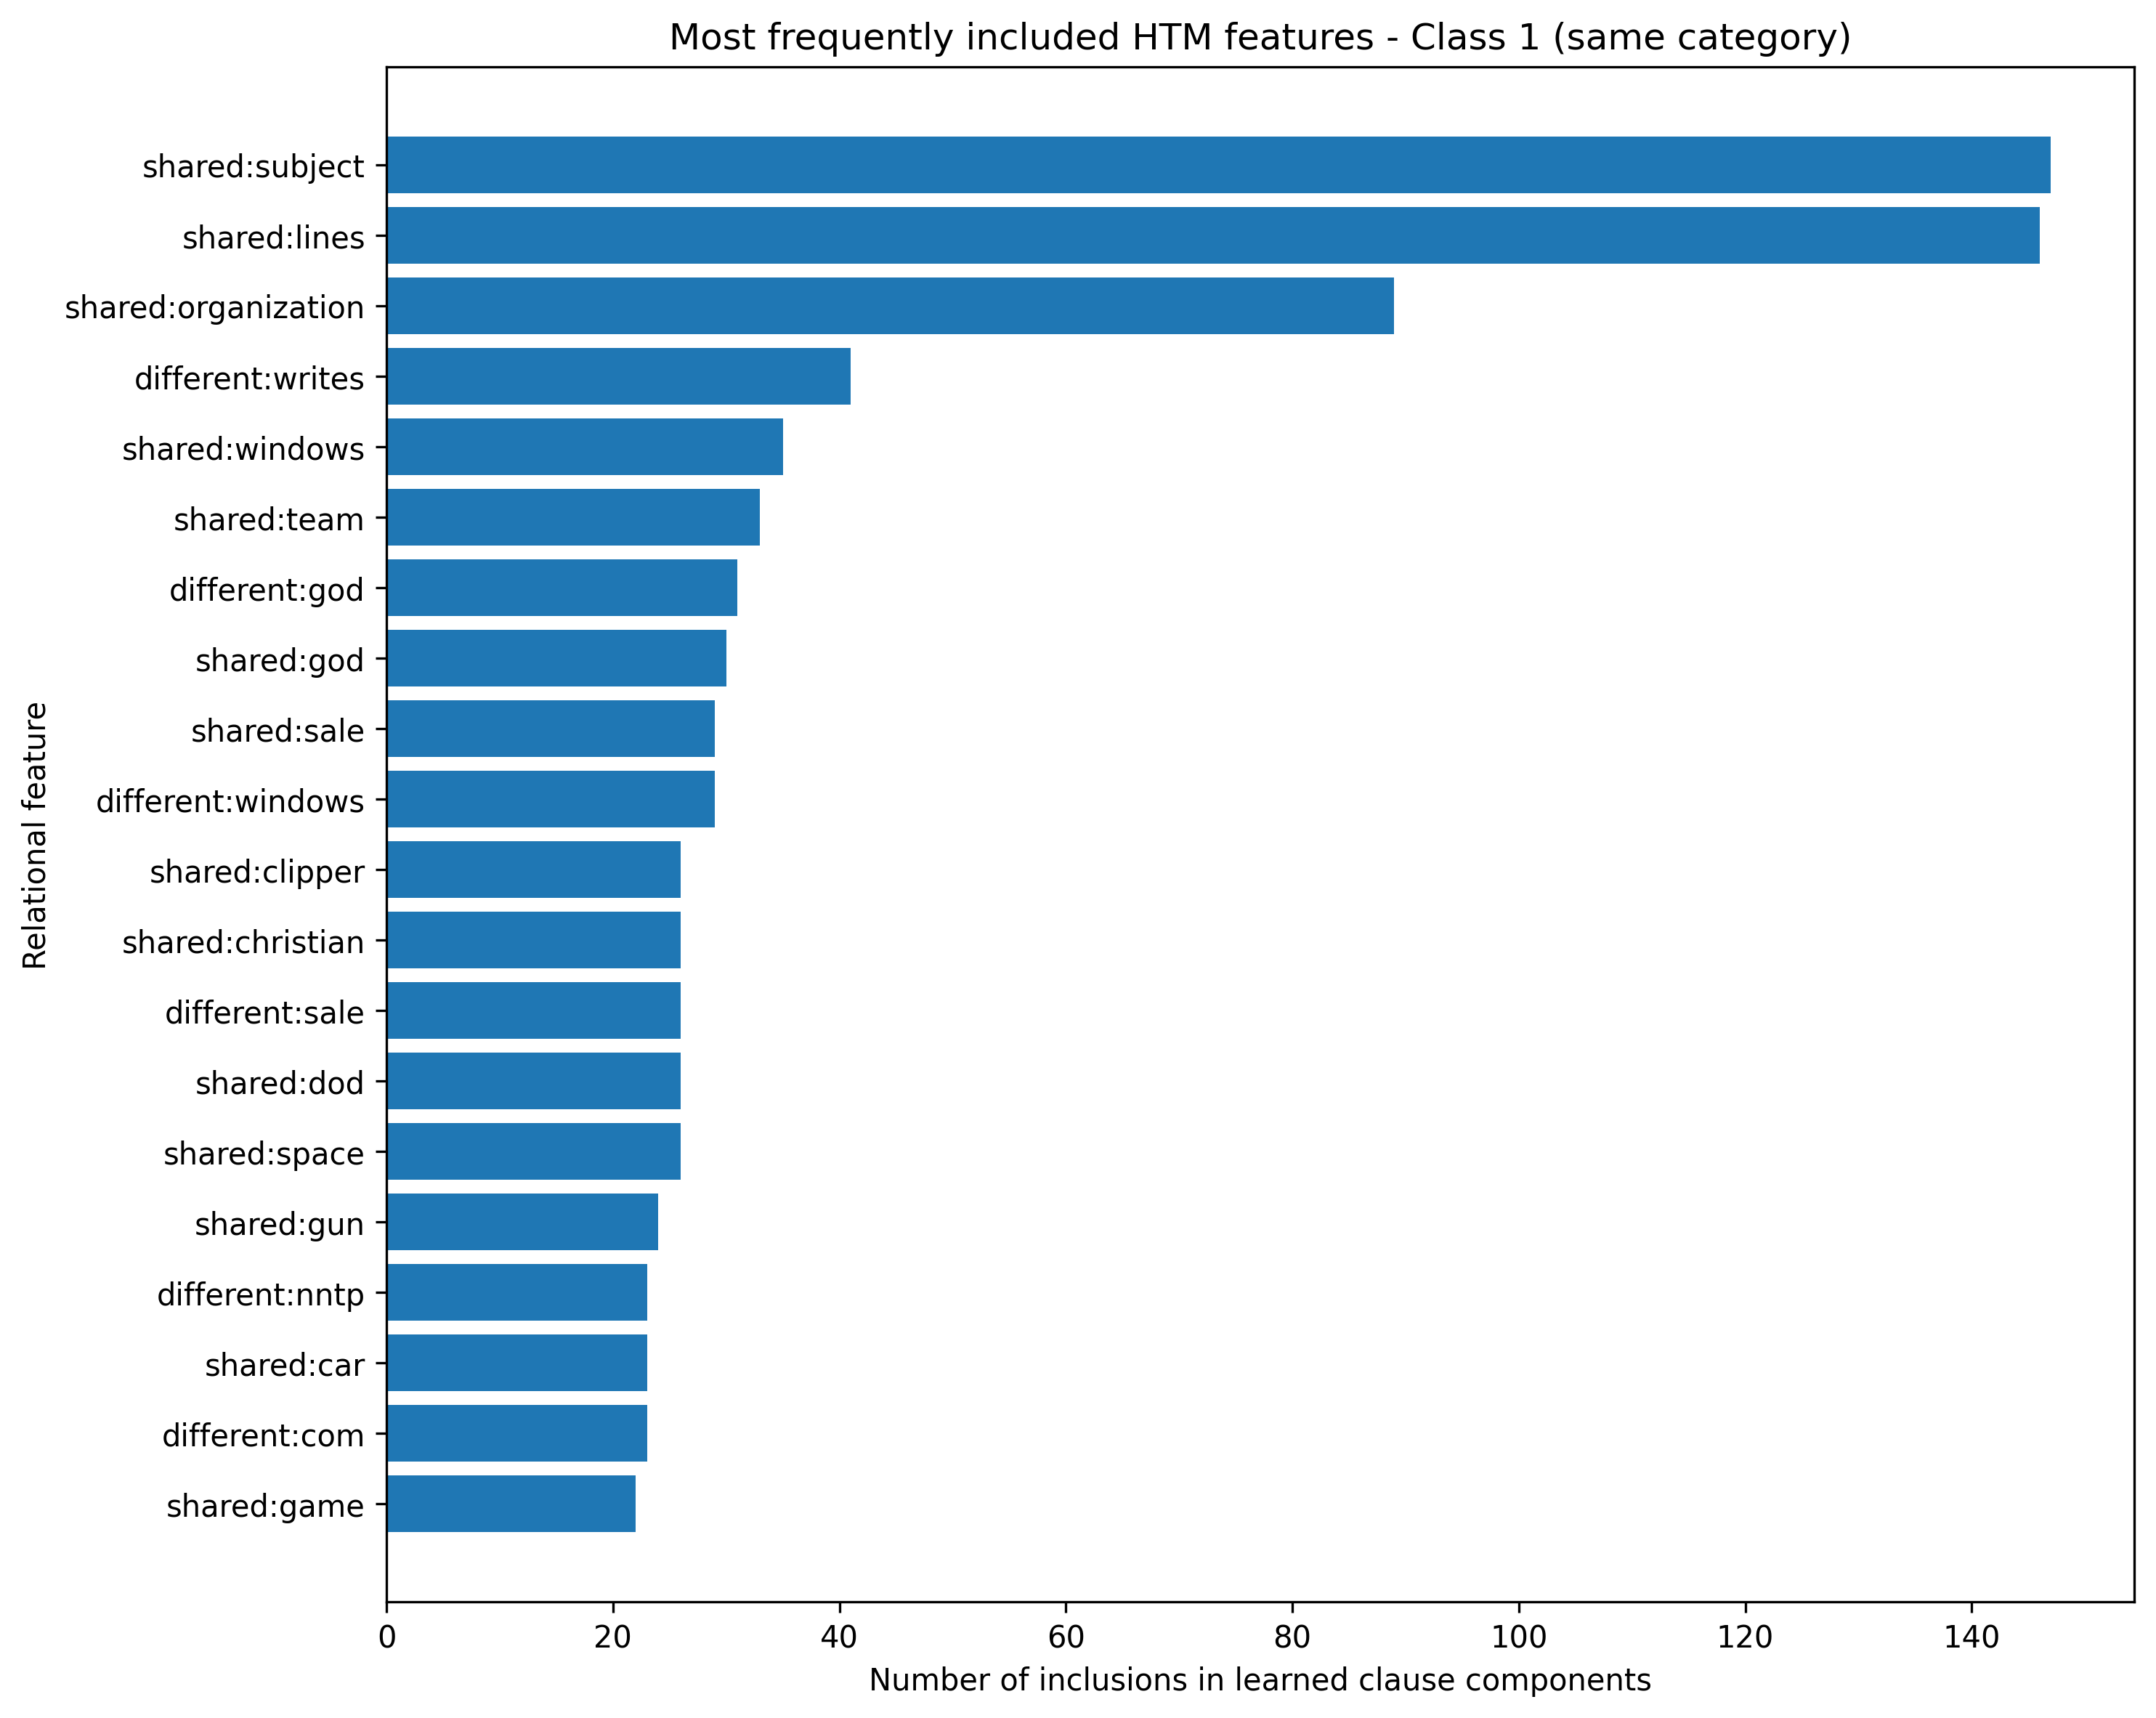 Most frequently included HTM features - Class 1 (same category)
shared:subject
shared:lines
shared:organization
different:writes
shared:windows
shared:team
different:god
shared:god
shared:sale
different:windows
shared:clipper
shared:christian
different:sale
shared:dod
shared:space
shared:gun
different:nntp
shared:car
different:com
shared:game
Relational feature
0 20 40 60 80 100 120 140
Number of inclusions in learned clause components